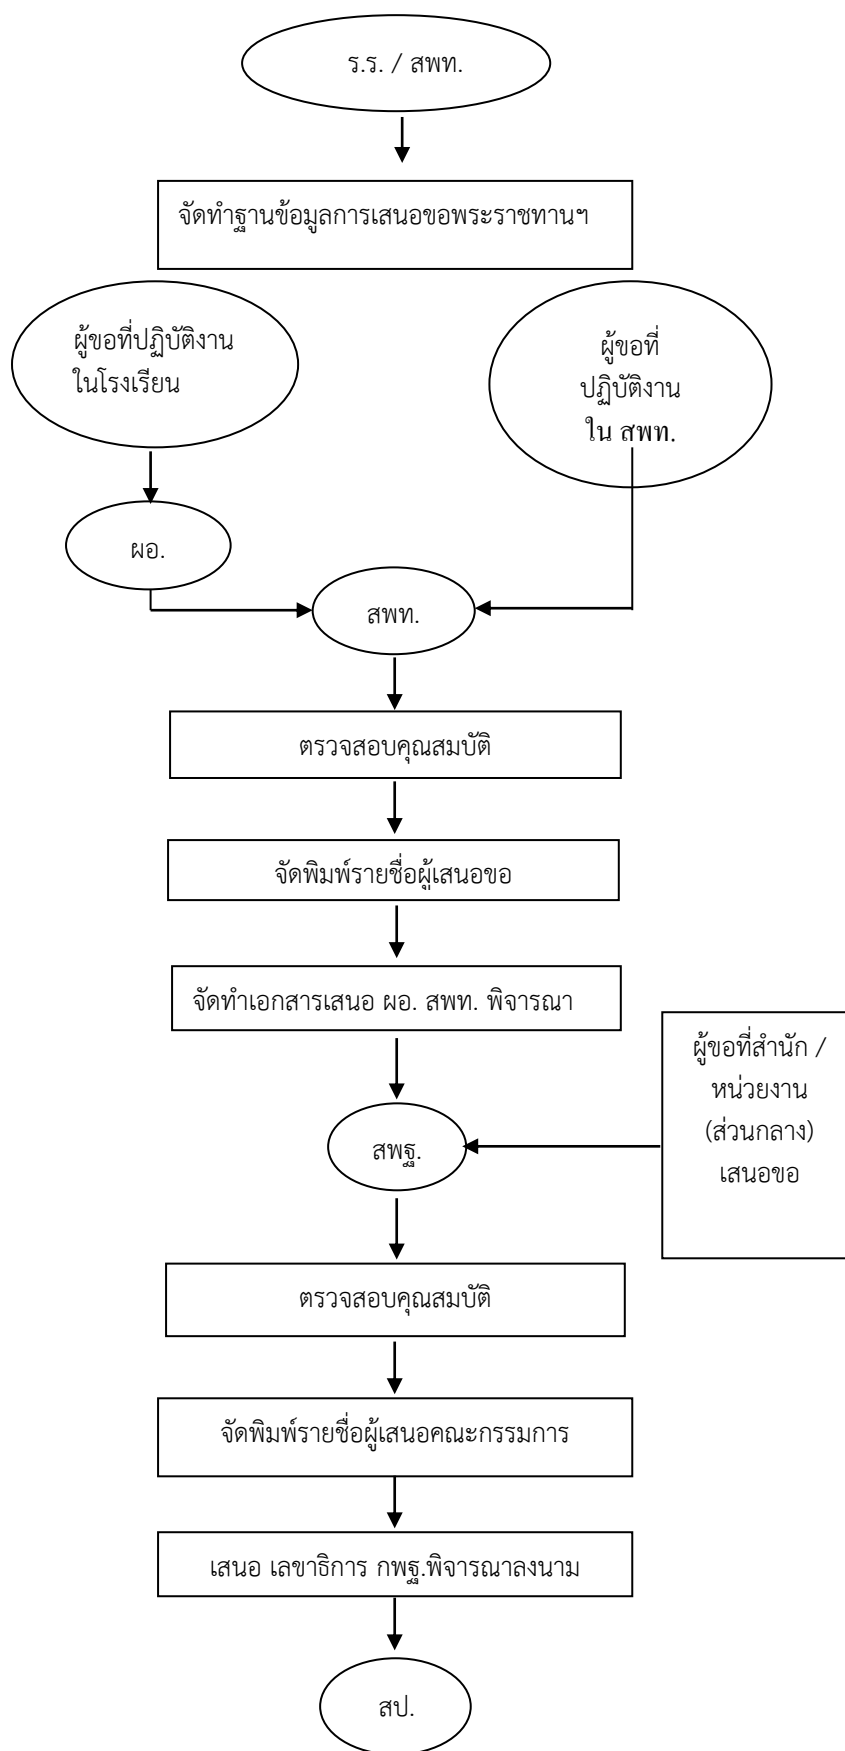 ร.ร. / สพท.
จัดทำฐานข้อมูลการเสนอขอพระราชทานฯ
ผู้ขอที่ปฏิบัติงาน
ในโรงเรียน
ผู้ขอที่
ปฏิบัติงาน
ใน สพท.
ผอ.
สพท.
ตรวจสอบคุณสมบัติ
จัดพิมพ์รายชื่อผู้เสนอขอ
จัดทำเอกสารเสนอ ผอ. สพท. พิจารณา
ผู้ขอที่สำนัก /
หน่วยงาน
(ส่วนกลาง)
เสนอขอ
สพฐ.
ตรวจสอบคุณสมบัติ
จัดพิมพ์รายชื่อผู้เสนอคณะกรรมการ
เสนอ เลขาธิการ กพฐ.พิจารณาลงนาม
สป.